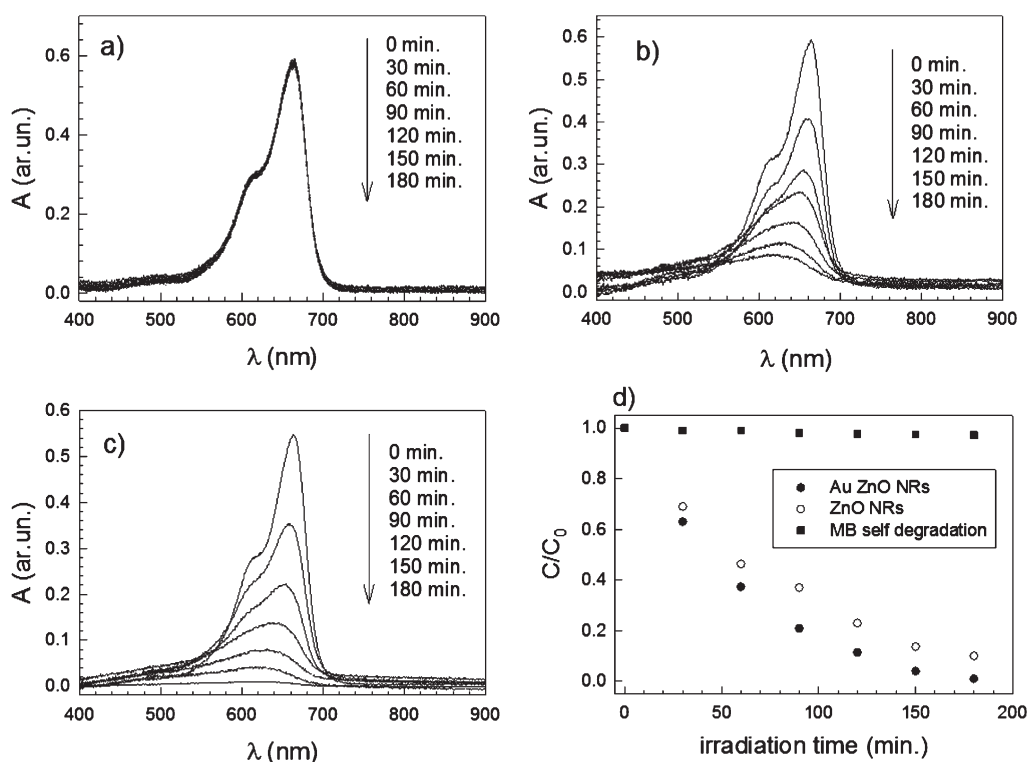 a)
0 min.
30 min.
60 min.
90 min.
120 min.
150 min.
180 min.
0.6
0.4
0.2
0.0
A (ar.un.)
400 500 600 700 800 900
λ (nm)
b)
0 min.
30 min.
60 min.
90 min.
120 min.
150 min.
180 min.
0.6
0.5
0.4
0.3
0.2
0.1
0.0
A (ar.un.)
400 500 600 700 800 900
λ (nm)
c)
0 min.
30 min.
60 min.
90 min.
120 min.
150 min.
180 min.
0.6
0.5
0.4
0.3
0.2
0.1
0.0
A (ar.un.)
400 500 600 700 800 900
λ (nm)
d)
Au ZnO NRs
ZnO NRs
MB self degradation
1.0
0.8
0.6
0.4
0.2
0.0
C/C₀
0 50 100 150 200
irradiation time (min.)